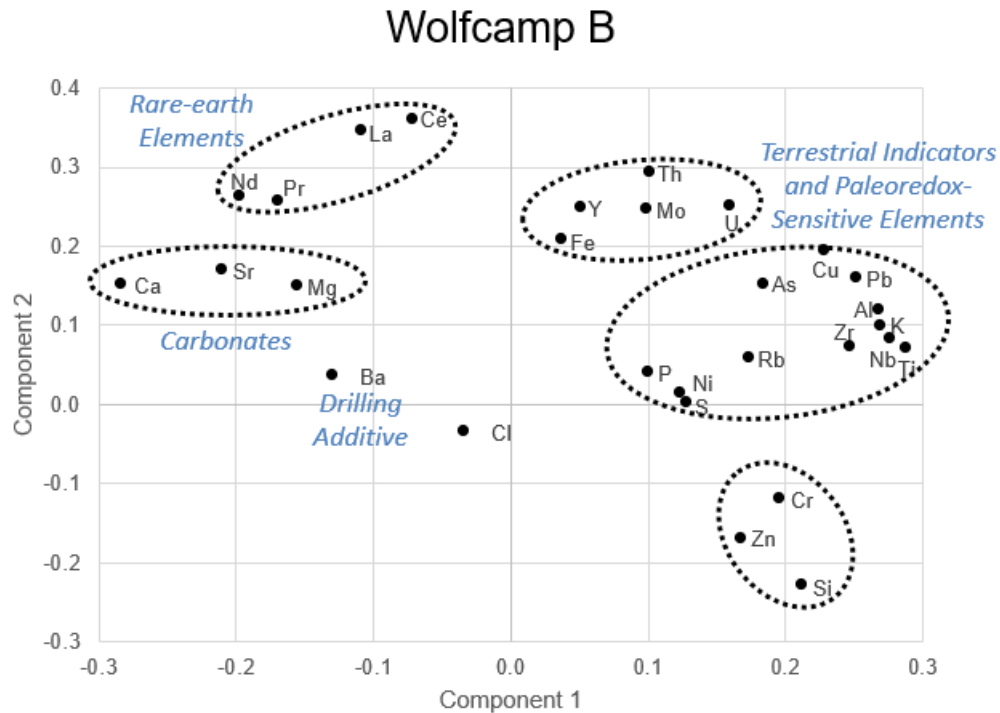 Wolfcamp B
0.4
0.3
0.2
0.1
0.0
-0.1
-0.2
-0.3
Component 2
Rare-earth
Elements
Ce
La
Nd
Pr
Terrestrial Indicators
and Paleoredox-
Sensitive Elements
Th
Y
Mo
U
Fe
Ca
Sr
Mg
Carbonates
Cu
As
Pb
Al
K
Zr
Nb
Ti
Rb
P
Ni
S
Ba
Drilling
Additive
Cl
Cr
Zn
Si
-0.3
-0.2
-0.1
0.0
0.1
0.2
0.3
Component 1